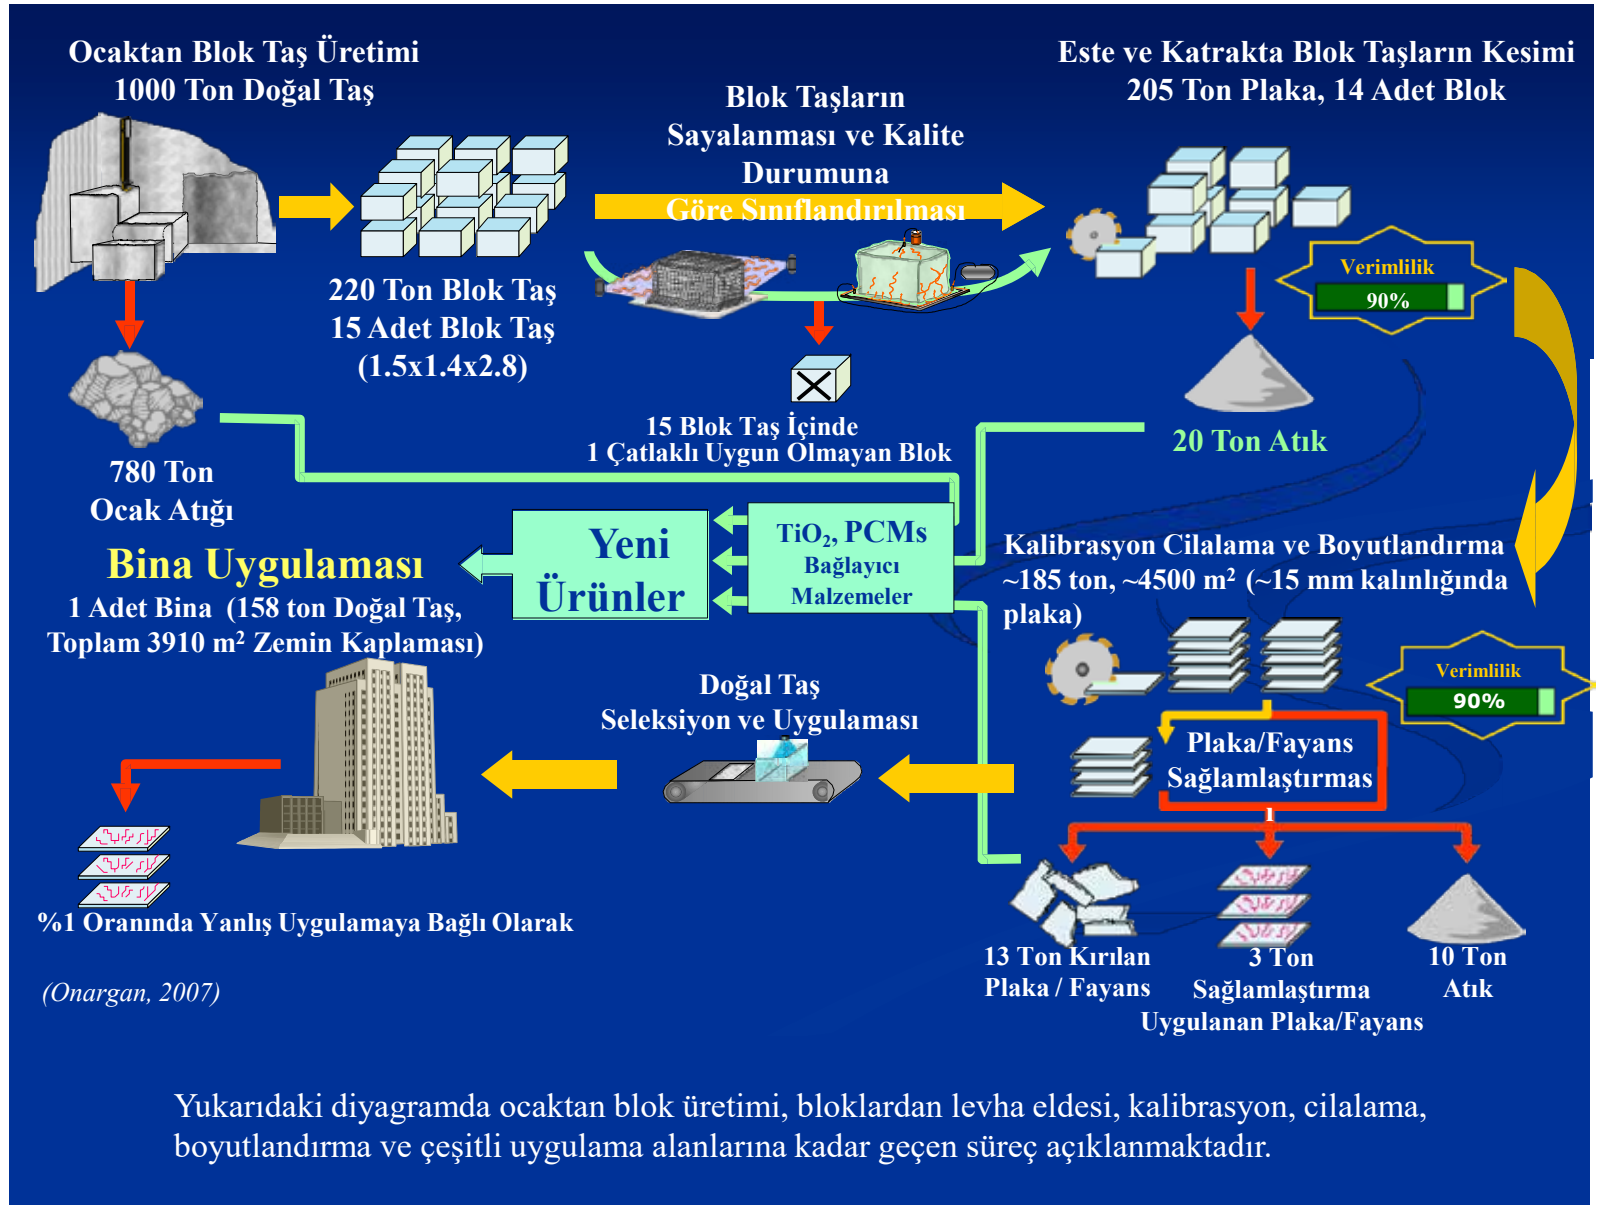 Ocaktan Blok Taş Üretimi
1000 Ton Doğal Taş
Blok Taşların
Sayalanması ve Kalite
Durumuna
Göre Sınıflandırılması
Este ve Katrakta Blok Taşların Kesimi
205 Ton Plaka, 14 Adet Blok
Verimlilik
90%
220 Ton Blok Taş
15 Adet Blok Taş
(1.5x1.4x2.8)
15 Blok Taş İçinde
1 Çatlaklı Uygun Olmayan Blok
20 Ton Atık
780 Ton
Ocak Atığı
Yeni
Ürünler
TiO₂, PCMs
Bağlayıcı
Malzemeler
Kalibrasyon Cilalama ve Boyutlandırma
~185 ton, ~4500 m² (~15 mm kalınlığında
plaka)
Bina Uygulaması
1 Adet Bina (158 ton Doğal Taş,
Toplam 3910 m² Zemin Kaplaması)
Doğal Taş
Seleksiyon ve Uygulaması
Verimlilik
90%
Plaka/Fayans
Sağlamlaştırmas
ı
%1 Oranında Yanlış Uygulamaya Bağlı Olarak
13 Ton Kırılan
Plaka / Fayans
3 Ton
Sağlamlaştırma
Uygulanan Plaka/Fayans
10 Ton
Atık
(Onargan, 2007)
Yukarıdaki diyagramda ocaktan blok üretimi, bloklardan levha eldesi, kalibrasyon, cilalama,
boyutlandırma ve çeşitli uygulama alanlarına kadar geçen süreç açıklanmaktadır.